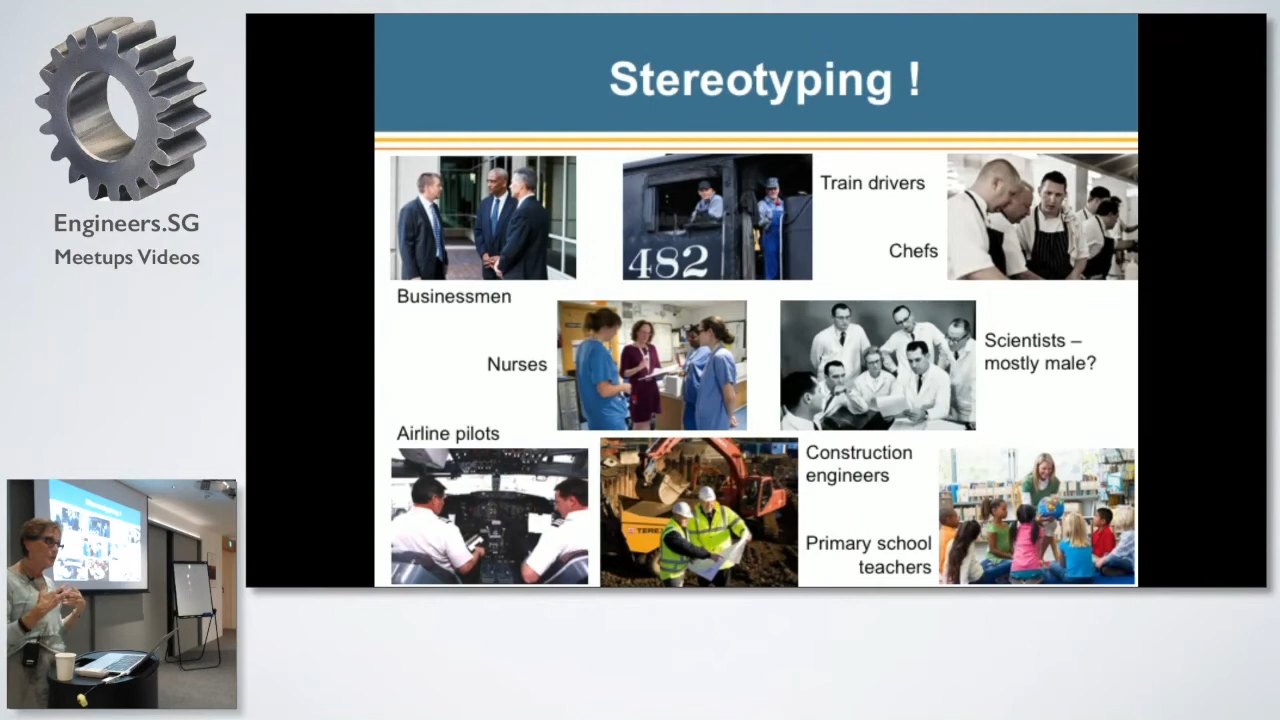 Engineers.SG
Meetups Videos
Stereotyping !
Train drivers
482
Chefs
Businessmen
Nurses
Scientists –
mostly male?
Airline pilots
Construction
engineers
TEREX
Primary school
teachers